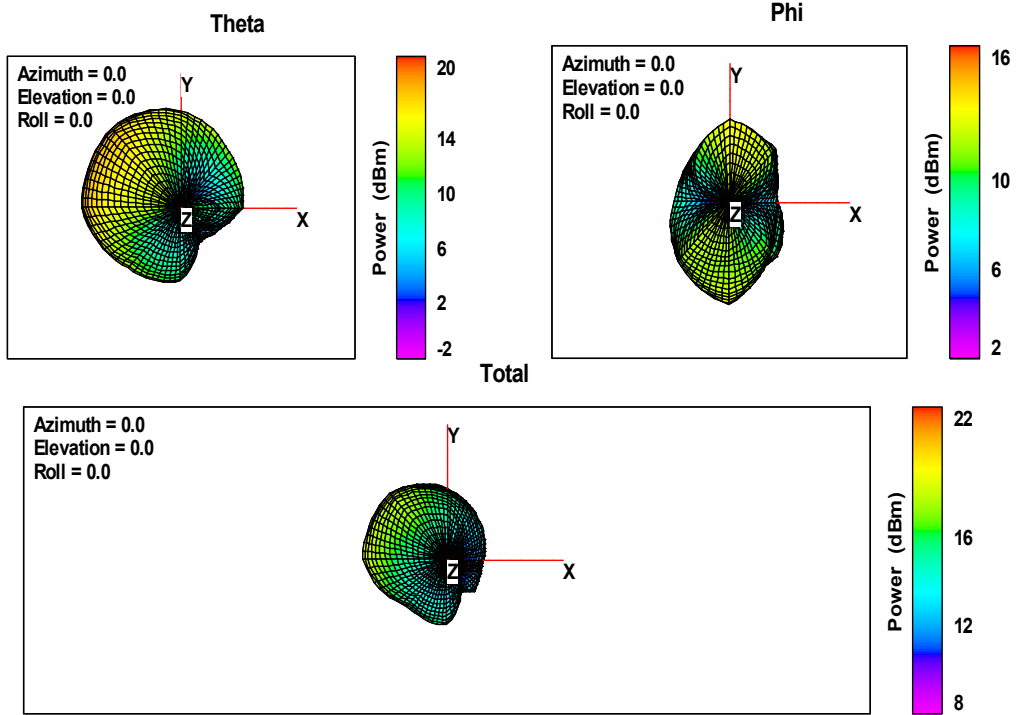 Theta
Azimuth = 0.0
Elevation = 0.0
Roll = 0.0
Y
X
Z
Power (dBm)
20
14
10
6
2
-2
Phi
Azimuth = 0.0
Elevation = 0.0
Roll = 0.0
Y
X
Z
Power (dBm)
16
10
6
2
Total
Azimuth = 0.0
Elevation = 0.0
Roll = 0.0
Y
X
Z
Power (dBm)
22
16
12
8